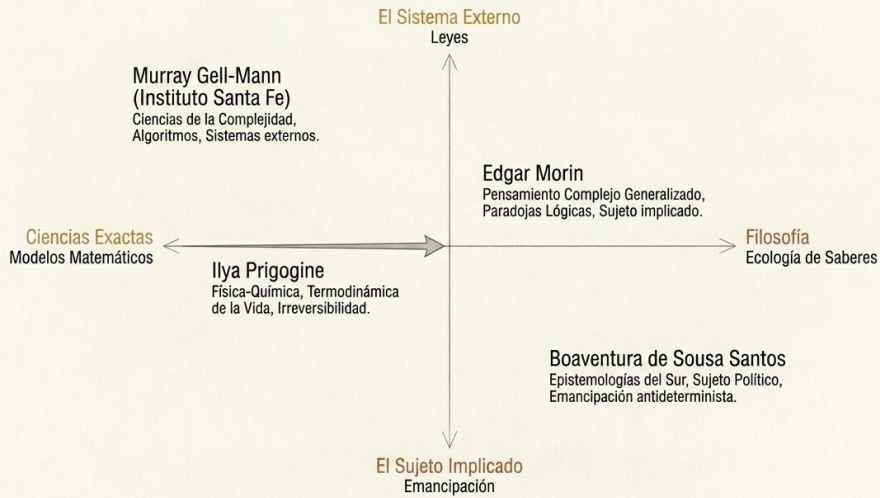 El Sistema Externo
Leyes
Murray Gell-Mann
(Instituto Santa Fe)
Ciencias de la Complejidad,
Algoritmos, Sistemas externos.
Edgar Morin
Pensamiento Complejo Generalizado,
Paradojas Lógicas, Sujeto implicado.
Ciencias Exactas
Modelos Matemáticos
Filosofía
Ecología de Saberes
Ilya Prigogine
Física-Química, Termodinámica
de la Vida, Irreversibilidad.
Boaventura de Sousa Santos
Epistemologías del Sur, Sujeto Político,
Emancipación antideterminista.
El Sujeto Implicado
Emancipación